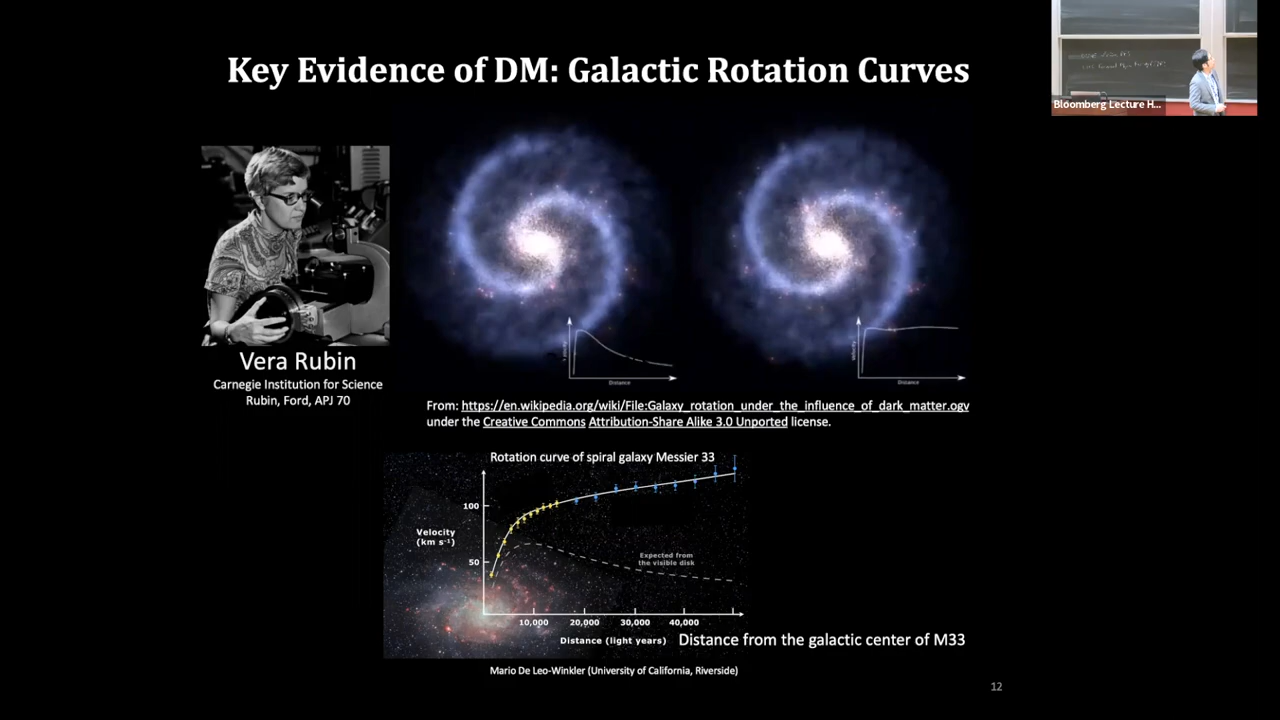 Key Evidence of DM: Galactic Rotation Curves
Bloomberg Lecture H...
Vera Rubin
Carnegie Institution for Science
Rubin, Ford, APJ 70
Distance
Velocity
Distance
From: https://en.wikipedia.org/wiki/File:Galaxy_rotation_under_the_influence_of_dark_matter.ogv
under the Creative Commons Attribution-Share Alike 3.0 Unported license.
Rotation curve of spiral galaxy Messier 33
100
Velocity
(km s⁻¹)
50
Expected from
the visible disk
10,000 20,000 30,000 40,000
Distance (light years)
Distance from the galactic center of M33
Mario De Leo-Winkler (University of California, Riverside)
12